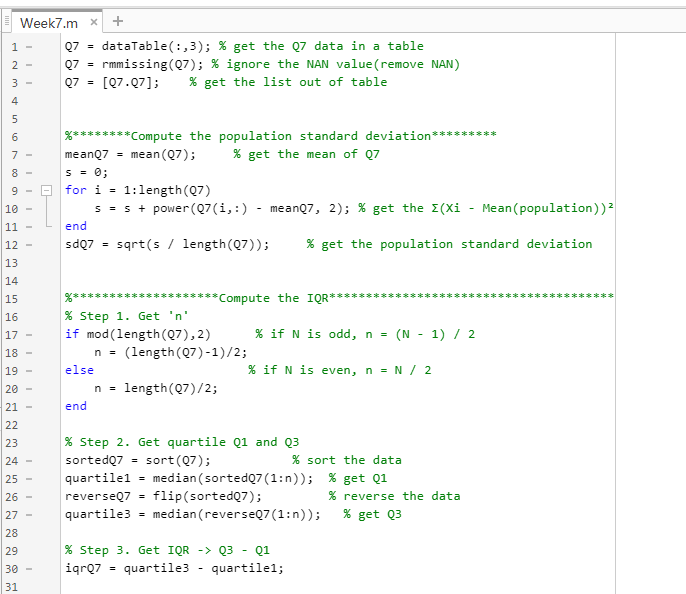 Week7.m × +
1 – Q7 = dataTable(:,3); % get the Q7 data in a table
2 – Q7 = rmmissing(Q7); % ignore the NAN value(remove NAN)
3 – Q7 = [Q7.Q7];    % get the list out of table
4
5
6 %********Compute the population standard deviation*********
7 – meanQ7 = mean(Q7);     % get the mean of Q7
8 – s = 0;
9 – for i = 1:length(Q7)
10 –     s = s + power(Q7(i,:) - meanQ7, 2); % get the Σ(Xi - Mean(population))²
11 – end
12 – sdQ7 = sqrt(s / length(Q7));     % get the population standard deviation
13
14
15 %********************Compute the IQR***************************************
16 % Step 1. Get 'n'
17 – if mod(length(Q7),2)      % if N is odd, n = (N - 1) / 2
18 –     n = (length(Q7)-1)/2;
19 – else                     % if N is even, n = N / 2
20 –     n = length(Q7)/2;
21 – end
22
23 % Step 2. Get quartile Q1 and Q3
24 – sortedQ7 = sort(Q7);           % sort the data
25 – quartile1 = median(sortedQ7(1:n));  % get Q1
26 – reverseQ7 = flip(sortedQ7);         % reverse the data
27 – quartile3 = median(reverseQ7(1:n));   % get Q3
28
29 % Step 3. Get IQR -> Q3 - Q1
30 – iqrQ7 = quartile3 - quartile1;
31